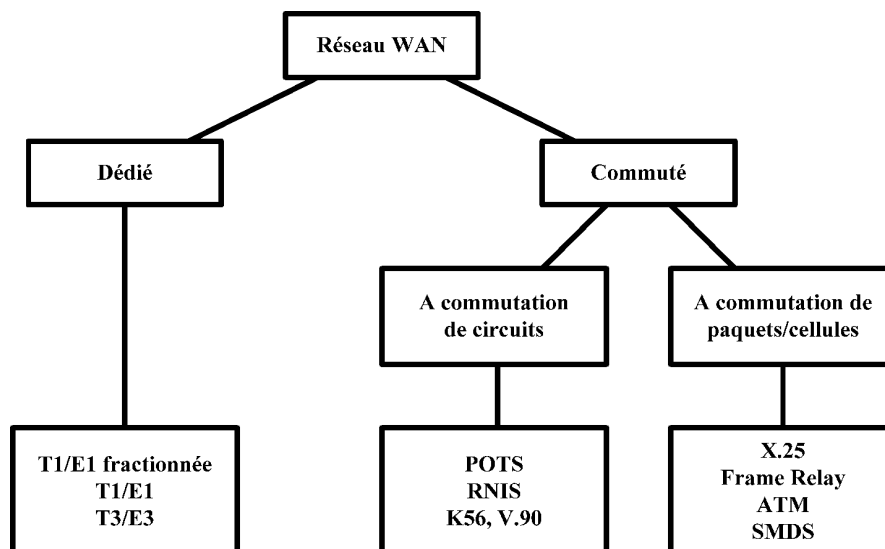 Réseau WAN
Dédié
Commuté
A commutation
de circuits
A commutation de
paquets/cellules
T1/E1 fractionnée
T1/E1
T3/E3
POTS
RNIS
K56, V.90
X.25
Frame Relay
ATM
SMDS